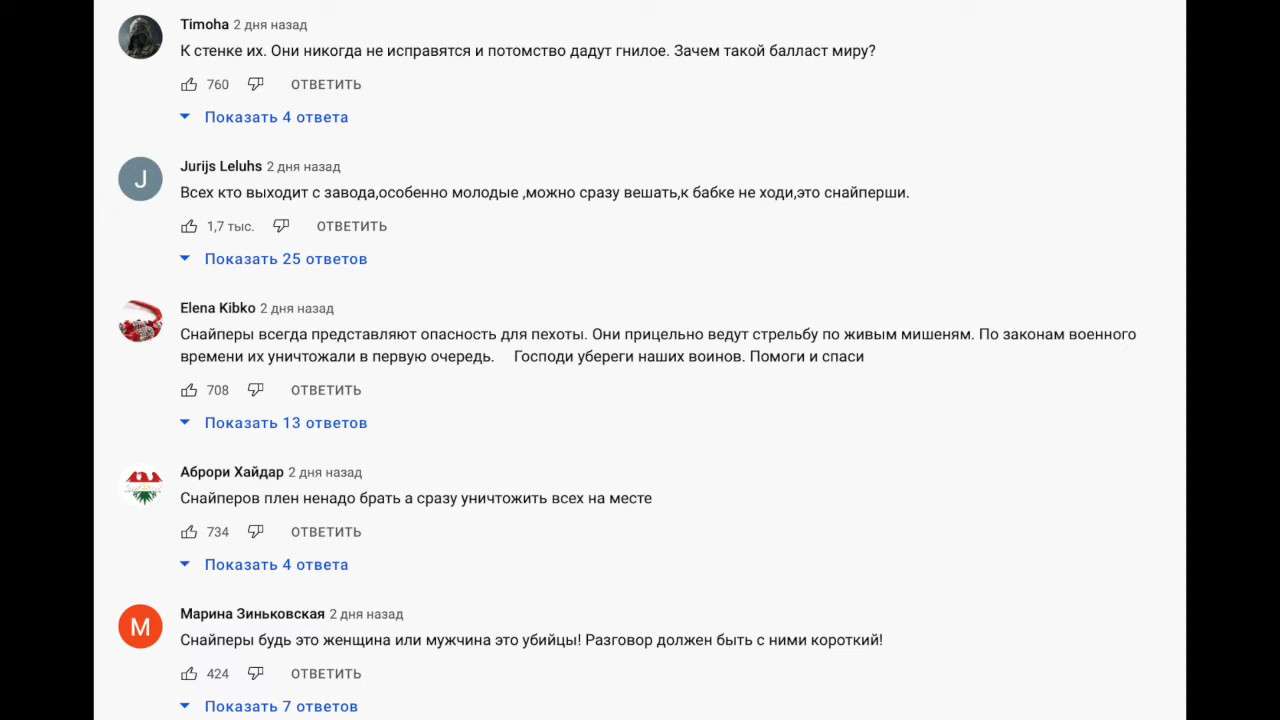 Timoha 2 дня назад
К стенке их. Они никогда не исправятся и потомство дадут гнилое. Зачем такой балласт миру?
760 ОТВЕТИТЬ
Показать 4 ответа
J
Jurijs Leluhs 2 дня назад
Всех кто выходит с завода,особенно молодые ,можно сразу вешать,к бабке не ходи,это снайперши.
1,7 тыс. ОТВЕТИТЬ
Показать 25 ответов
Elena Kibko 2 дня назад
Снайперы всегда представляют опасность для пехоты. Они прицельно ведут стрельбу по живым мишеням. По законам военного
времени их уничтожали в первую очередь. Господи убереги наших воинов. Помоги и спаси
708 ОТВЕТИТЬ
Показать 13 ответов
Аброри Хайдар 2 дня назад
Снайперов плен ненадо брать а сразу уничтожить всех на месте
734 ОТВЕТИТЬ
Показать 4 ответа
М
Марина Зиньковская 2 дня назад
Снайперы будь это женщина или мужчина это убийцы! Разговор должен быть с ними короткий!
424 ОТВЕТИТЬ
Показать 7 ответов